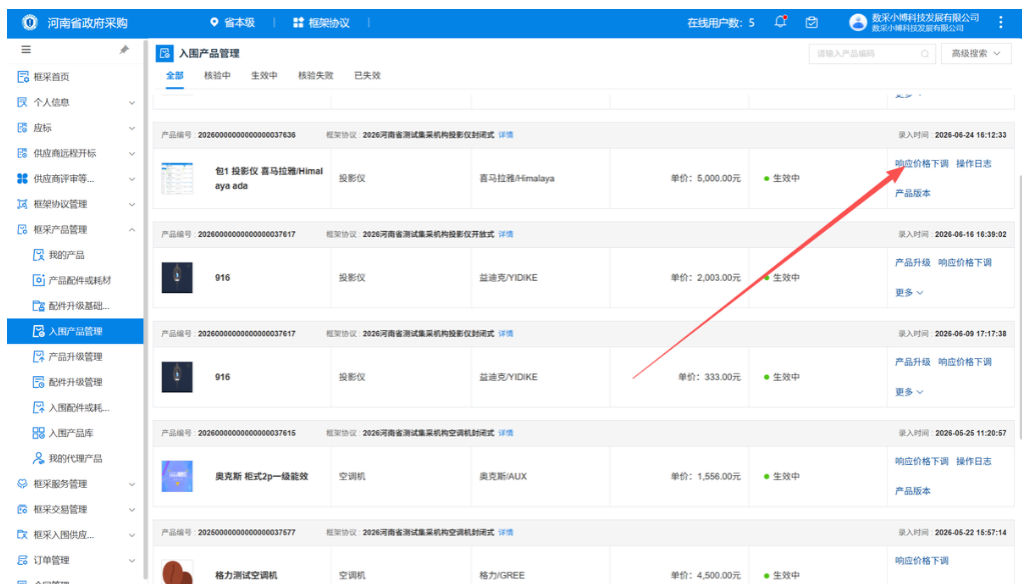 河南省政府采购 省本级 框架协议 在线用户数: 5 数采小博科技发展有限公司
数采小博科技发展有限公司
入围产品管理 请输入产品编码 高级搜索
全部 核验中 生效中 核验失败 已失效
框采首页
个人信息
应标
供应商远程开标
供应商评审等...
框架协议管理
框采产品管理
我的产品
产品配件或耗材
配件升级基础...
入围产品管理
产品升级管理
配件升级管理
入围配件或耗...
入围产品库
我的代理产品
框采服务管理
框采交易管理
框采入围供应...
订单管理
更多
产品编号: 20260000000000000037636 框架协议: 2026河南省测试集采机构投影仪封闭式 详情 录入时间: 2026-06-24 16:12:33
包1 投影仪 喜马拉雅/Himal
aya ada
投影仪 喜马拉雅/Himalaya 单价: 5,000.00元 生效中
响应价格下调 操作日志
产品版本
产品编号: 20260000000000000037617 框架协议: 2026河南省测试集采机构投影仪开放式 详情 录入时间: 2026-06-16 16:39:02
916 投影仪 益迪克/YIDIKE 单价: 2,003.00元 生效中
产品升级 响应价格下调
更多
产品编号: 20260000000000000037617 框架协议: 2026河南省测试集采机构投影仪封闭式 详情 录入时间: 2026-06-09 17:17:38
916 投影仪 益迪克/YIDIKE 单价: 333.00元 生效中
产品升级 响应价格下调
更多
产品编号: 20260000000000000037615 框架协议: 2026河南省测试集采机构空调机封闭式 详情 录入时间: 2026-05-25 11:20:57
奥克斯 柜式2p一级能效 空调机 奥克斯/AUX 单价: 1,556.00元 生效中
响应价格下调 操作日志
产品版本
产品编号: 20250000000000000037577 框架协议: 2026河南省测试集采机构空调机封闭式 详情 录入时间: 2026-05-22 15:57:14
格力测试空调机 空调机 格力/GREE 单价: 4,500.00元 生效中
响应价格下调